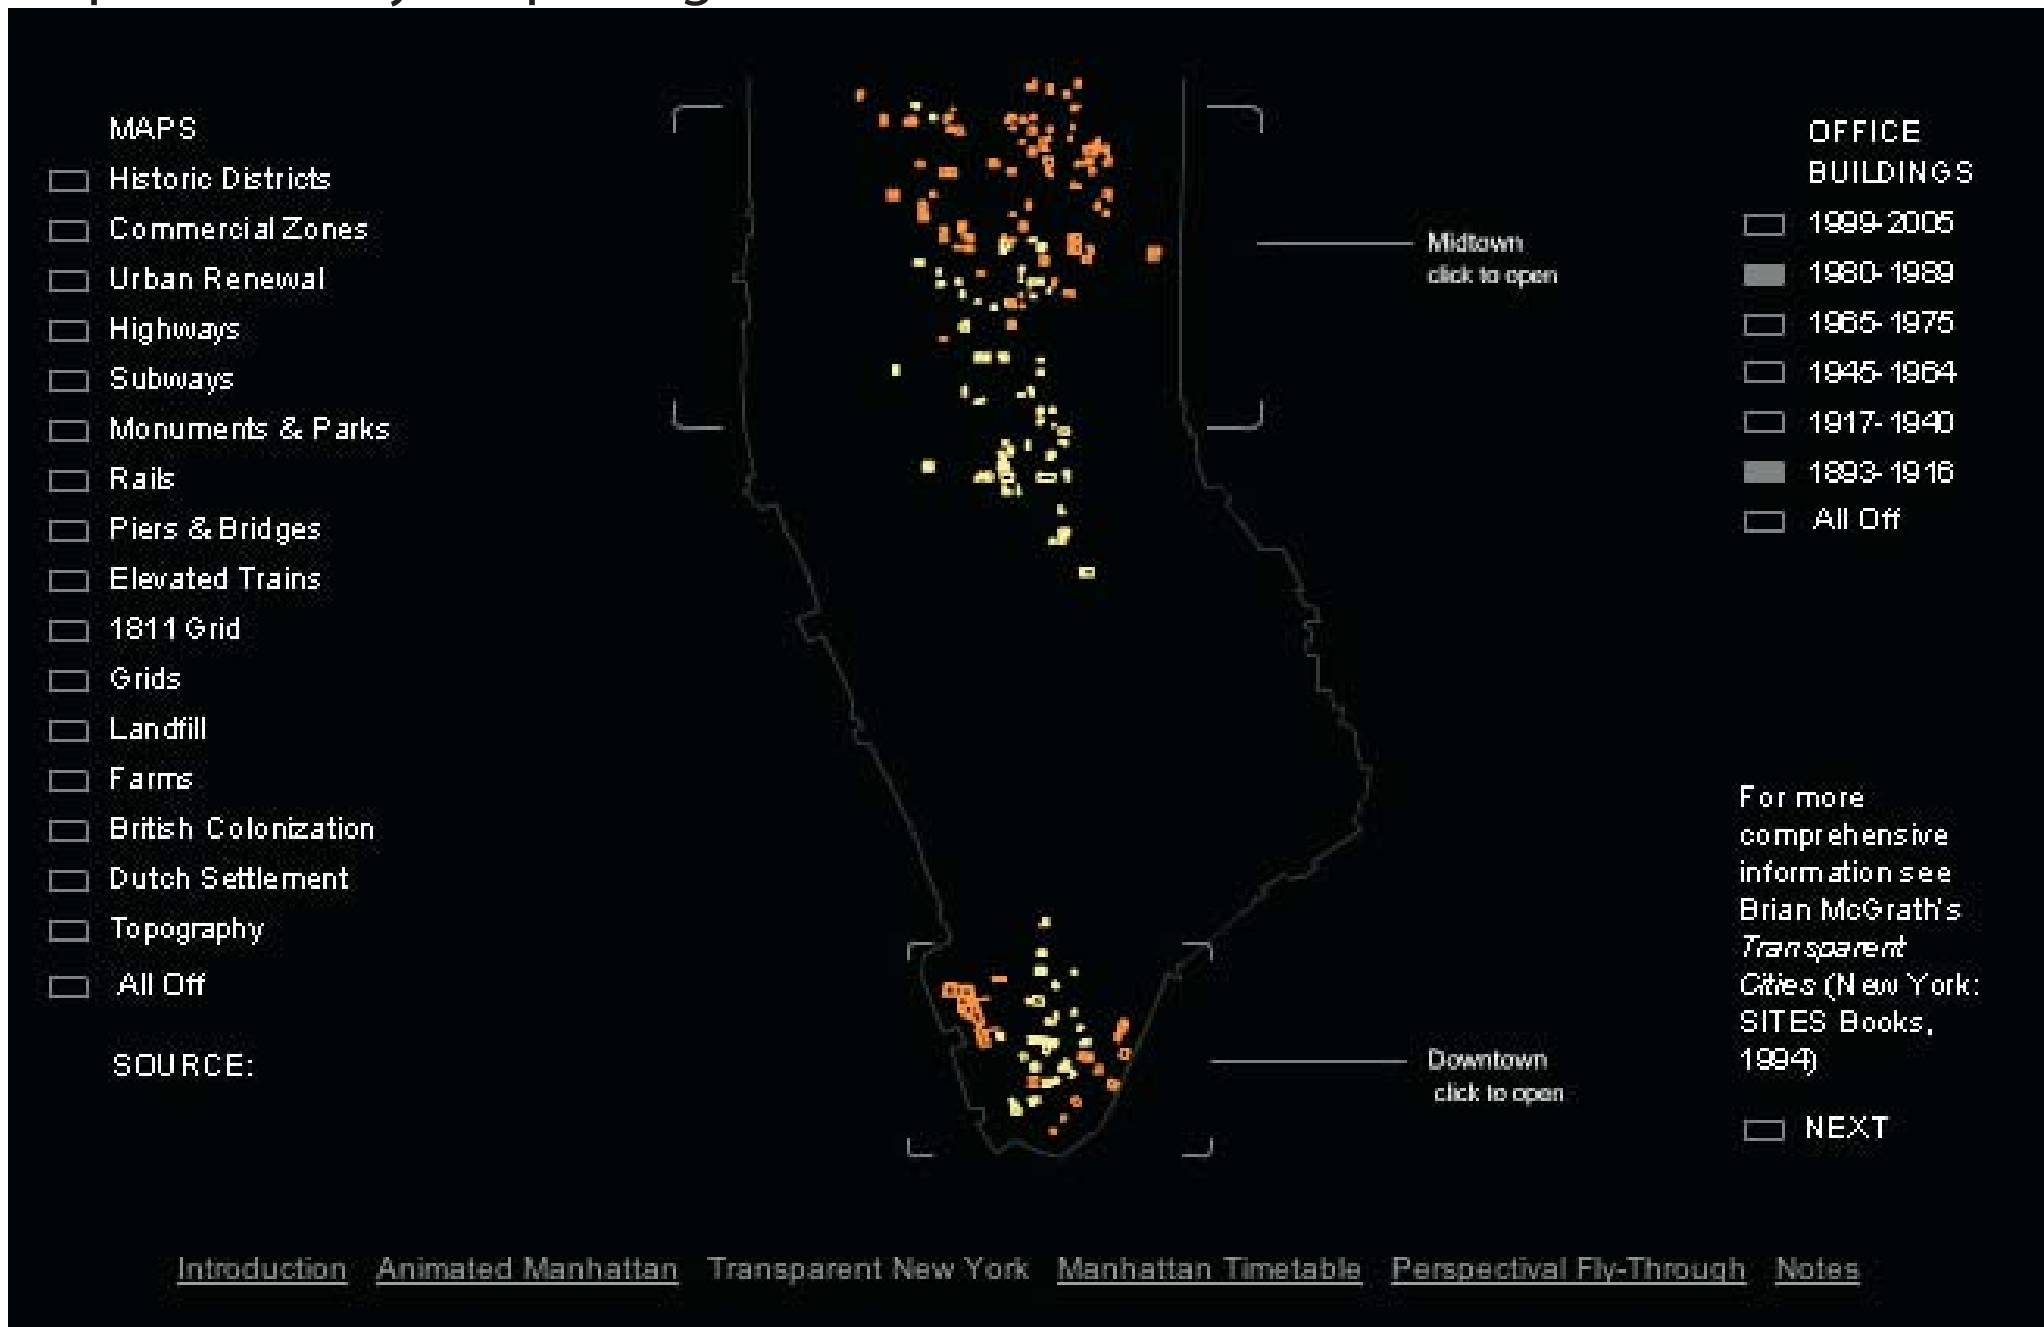 MAPS
Historic Districts
Commercial Zones
Urban Renewal
Highways
Subways
Monuments & Parks
Rails
Piers & Bridges
Elevated Trains
1811 Grid
Grids
Landfill
Farms
British Colonization
Dutch Settlement
Topography
All Off
SOURCE:
Midtown
click to open
Downtown
click to open
OFFICE
BUILDINGS
1999-2005
1980-1989
1965-1975
1945-1964
1917-1940
1893-1916
All Off
For more
comprehensive
information see
Brian McGrath's
Transparent
Cities (New York:
SITES Books,
1994)
NEXT
Introduction Animated Manhattan Transparent New York Manhattan Timetable Perspectival Fly-Through Notes